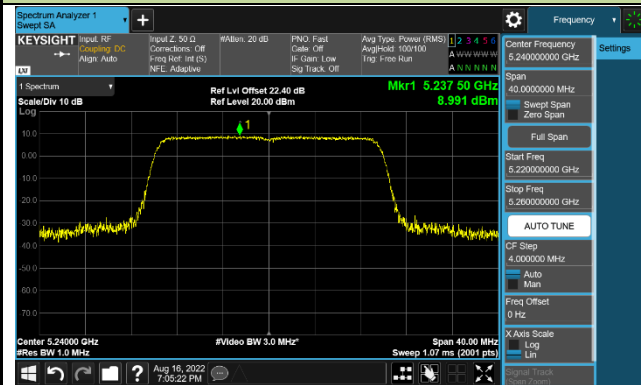 Spectrum Analyzer 1
Swept SA
+
Frequency
KEYSIGHT
Input: RF
Coupling: DC
Align: Auto
Input Z: 50 Ω
Corrections: Off
Freq Ref: Int (S)
NFE: Adaptive
#Atten: 20 dB
PNO: Fast
Gate: Off
IF Gain: Low
Sig Track: Off
Avg Type: Power (RMS)
Avg|Hold: 100/100
Trig: Free Run
1 2 3 4 5 6
A W W W W W
A N N N N N
LXI
1 Spectrum
Scale/Div 10 dB
Log
Ref Lvl Offset 22.40 dB
Ref Level 20.00 dBm
Mkr1 5.237 50 GHz
8.991 dBm
1
10.0
0.00
-10.0
-20.0
-30.0
-40.0
-50.0
-60.0
-70.0
Center 5.24000 GHz
#Res BW 1.0 MHz
#Video BW 3.0 MHz*
Span 40.00 MHz
Sweep 1.07 ms (2001 pts)
?
Aug 16, 2022
7:05:22 PM
Center Frequency
5.240000000 GHz
Span
40.0000000 MHz
Swept Span
Zero Span
Full Span
Start Freq
5.220000000 GHz
Stop Freq
5.260000000 GHz
AUTO TUNE
CF Step
4.000000 MHz
Auto
Man
Freq Offset
0 Hz
X Axis Scale
Log
Lin
Signal Track
(Span Zoom)
Settings